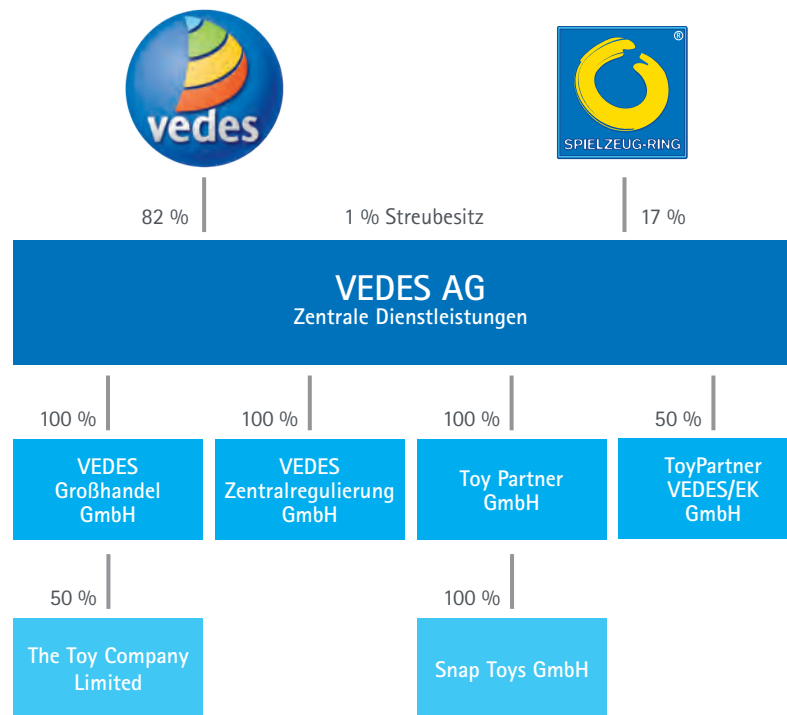 vedes
®
SPIELZEUG-RING
82 %
1 % Streubesitz
17 %
VEDES AG
Zentrale Dienstleistungen
100 %
100 %
100 %
50 %
VEDES
Großhandel
GmbH
VEDES
Zentralregulierung
GmbH
Toy Partner
GmbH
ToyPartner
VEDES/EK
GmbH
50 %
100 %
The Toy Company
Limited
Snap Toys GmbH